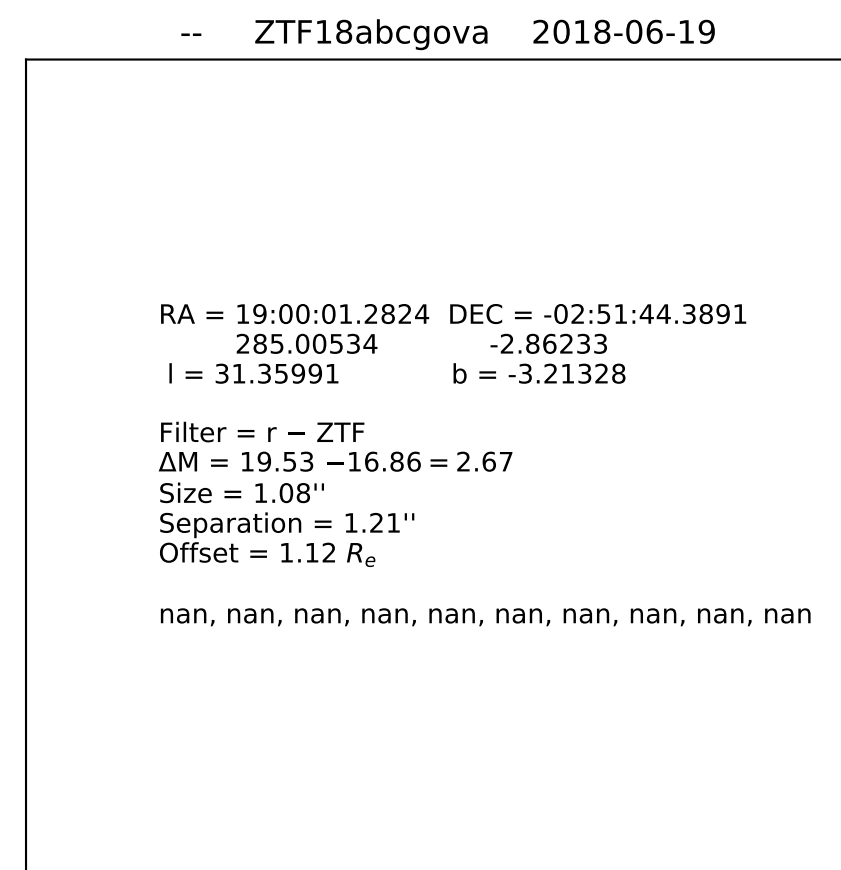 -- ZTF18abcgova 2018-06-19
RA = 19:00:01.2824 DEC = -02:51:44.3891
285.00534 -2.86233
l = 31.35991 b = -3.21328
Filter = r − ZTF
ΔM = 19.53 −16.86 = 2.67
Size = 1.08''
Separation = 1.21''
Offset = 1.12 Rₑ
nan, nan, nan, nan, nan, nan, nan, nan, nan, nan